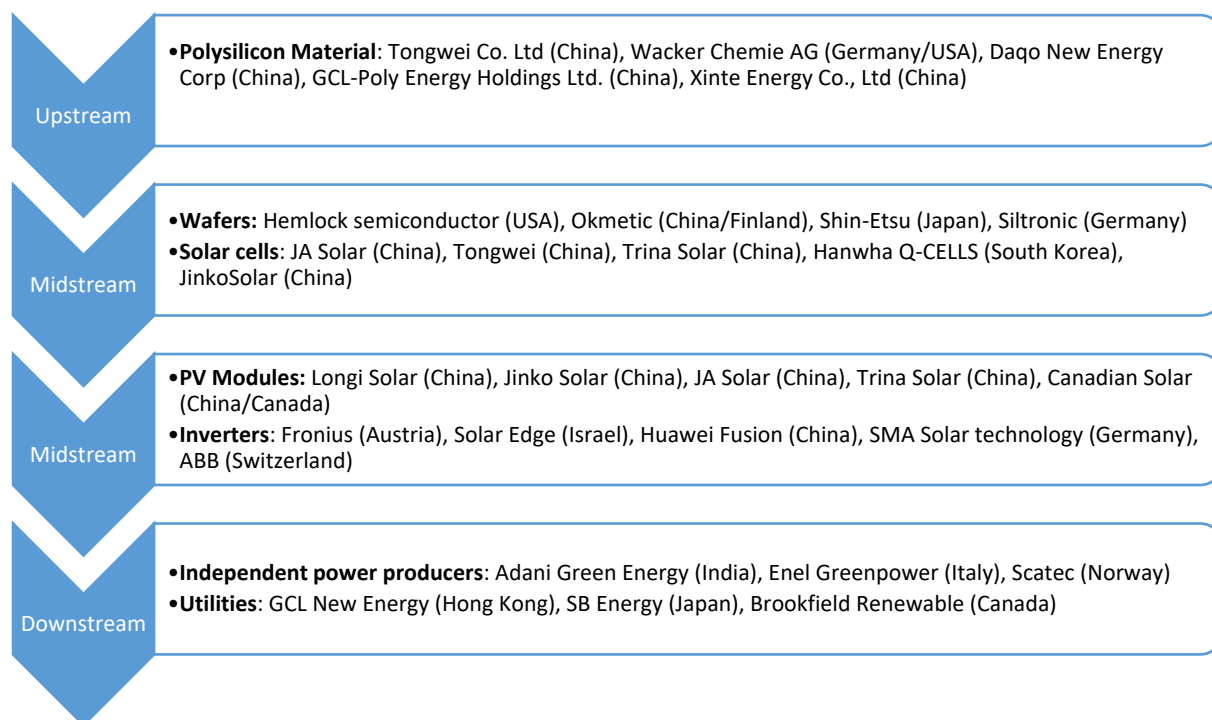 Upstream
•Polysilicon Material: Tongwei Co. Ltd (China), Wacker Chemie AG (Germany/USA), Daqo New Energy
Corp (China), GCL-Poly Energy Holdings Ltd. (China), Xinte Energy Co., Ltd (China)
Midstream
•Wafers: Hemlock semiconductor (USA), Okmetic (China/Finland), Shin-Etsu (Japan), Siltronic (Germany)
•Solar cells: JA Solar (China), Tongwei (China), Trina Solar (China), Hanwha Q-CELLS (South Korea),
JinkoSolar (China)
Midstream
•PV Modules: Longi Solar (China), Jinko Solar (China), JA Solar (China), Trina Solar (China), Canadian Solar
(China/Canada)
•Inverters: Fronius (Austria), Solar Edge (Israel), Huawei Fusion (China), SMA Solar technology (Germany),
ABB (Switzerland)
Downstream
•Independent power producers: Adani Green Energy (India), Enel Greenpower (Italy), Scatec (Norway)
•Utilities: GCL New Energy (Hong Kong), SB Energy (Japan), Brookfield Renewable (Canada)